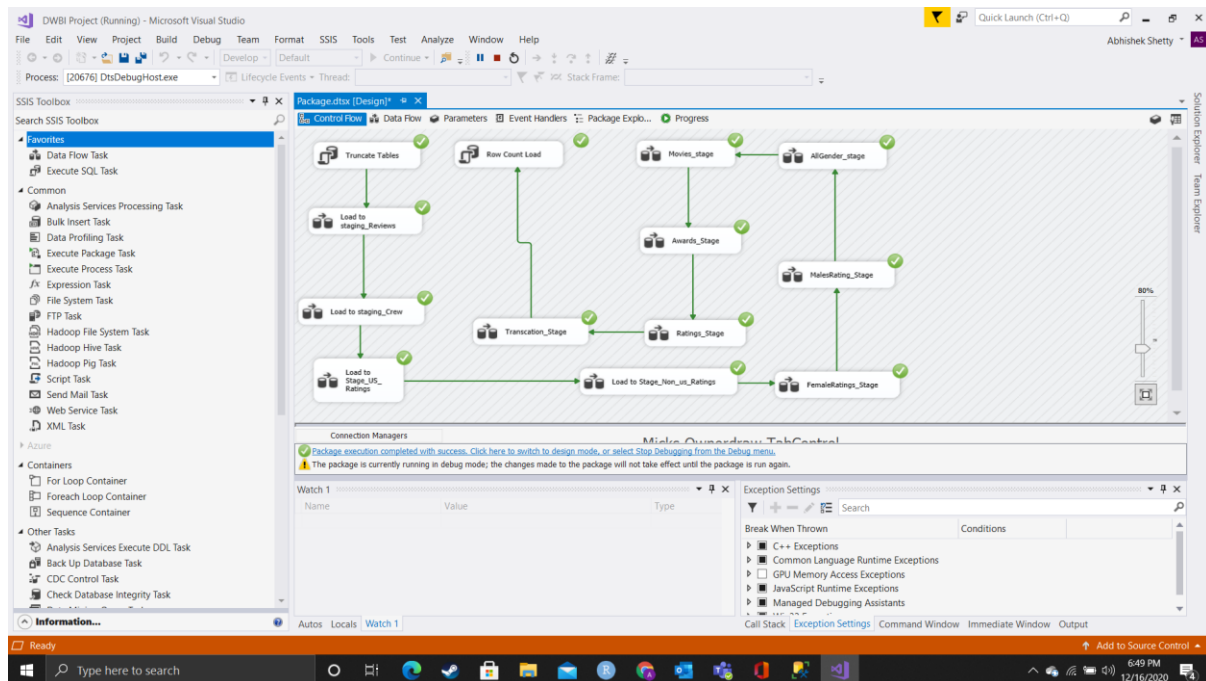 DWBI Project (Running) - Microsoft Visual Studio
Quick Launch (Ctrl+Q)
File Edit View Project Build Debug Team Format SSIS Tools Test Analyze Window Help
Abhishek Shetty
AS
Develop
Default
Continue
Process: [20676] DtsDebugHost.exe
Lifecycle Events
Thread:
Stack Frame:
SSIS Toolbox
Search SSIS Toolbox
Favorites
Data Flow Task
Execute SQL Task
Common
Analysis Services Processing Task
Bulk Insert Task
Data Profiling Task
Execute Package Task
Execute Process Task
Expression Task
File System Task
FTP Task
Hadoop File System Task
Hadoop Hive Task
Hadoop Pig Task
Script Task
Send Mail Task
Web Service Task
XML Task
Azure
Containers
For Loop Container
Foreach Loop Container
Sequence Container
Other Tasks
Analysis Services Execute DDL Task
Back Up Database Task
CDC Control Task
Check Database Integrity Task
Information...
Package.dtsx [Design]*
Control Flow Data Flow Parameters Event Handlers Package Explo... Progress
Truncate Tables
Row Count Load
Movies_stage
AllGender_stage
Load to
staging_Reviews
Awards_Stage
MalesRating_Stage
Load to staging_Crew
Transcation_Stage
Ratings_Stage
Load to
Stage_US_
Ratings
Load to Stage_Non_us_Ratings
FemaleRatings_Stage
80%
Connection Managers
Package execution completed with success. Click here to switch to design mode, or select Stop Debugging from the Debug menu.
The package is currently running in debug mode; the changes made to the package will not take effect until the package is run again.
Watch 1
Name Value Type
Autos Locals Watch 1
Exception Settings
Search
Break When Thrown Conditions
C++ Exceptions
Common Language Runtime Exceptions
GPU Memory Access Exceptions
JavaScript Runtime Exceptions
Managed Debugging Assistants
Call Stack Exception Settings Command Window Immediate Window Output
Solution Explorer
Team Explorer
Ready
Add to Source Control
Type here to search
6:49 PM
12/16/2020